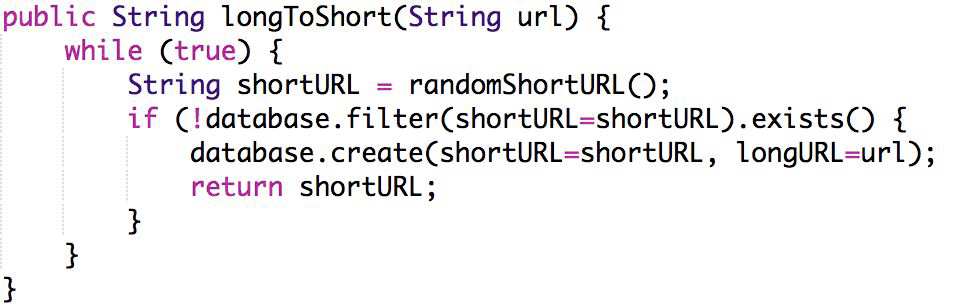 public String longToShort(String url) {
    while (true) {
        String shortURL = randomShortURL();
        if (!database.filter(shortURL=shortURL).exists() {
            database.create(shortURL=shortURL, longURL=url);
            return shortURL;
        }
    }
}